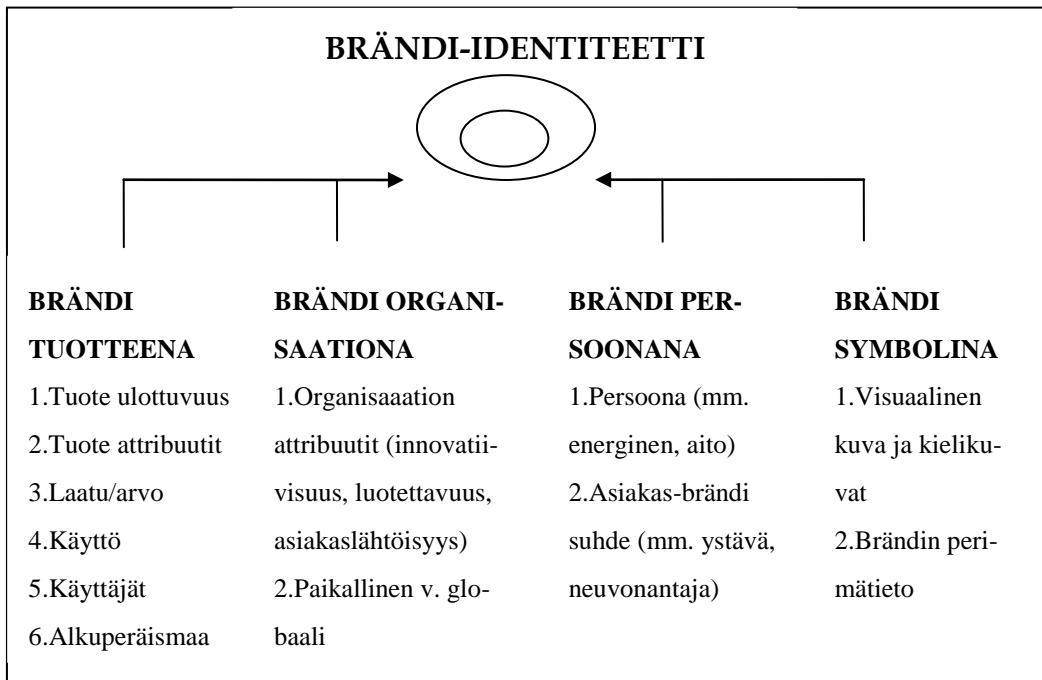 BRÄNDI-IDENTITEETTI
BRÄNDI
TUOTTEENA
1.Tuote ulottuvuus
2.Tuote attribuutit
3.Laatu/arvo
4.Käyttö
5.Käyttäjät
6.Alkuperäismaa
BRÄNDI ORGANI-
SAATIONA
1.Organisaaation
attribuutit (innovatii-
visuus, luotettavuus,
asiakaslähtöisyys)
2.Paikallinen v. glo-
baali
BRÄNDI PER-
SOONANA
1.Persoona (mm.
energinen, aito)
2.Asiakas-brändi
suhde (mm. ystävä,
neuvonantaja)
BRÄNDI
SYMBOLINA
1.Visuaalinen
kuva ja kieliku-
vat
2.Brändin peri-
mätieto